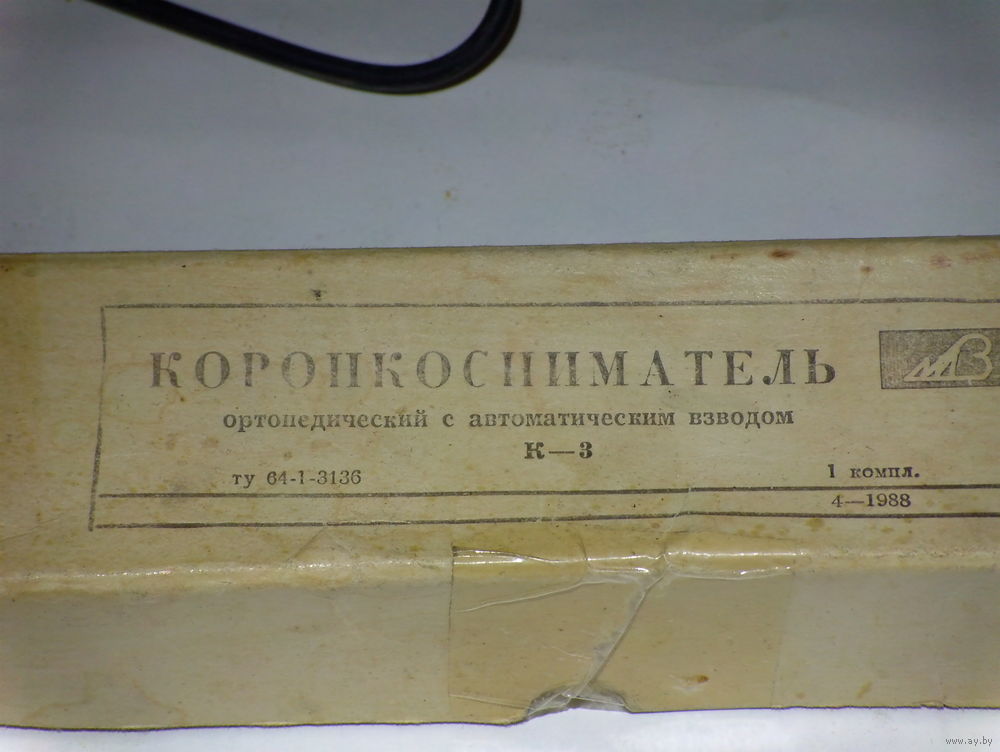 КОРОНКОСНИМАТЕЛЬ
ортопедический с автоматическим взводом
К—3
ту 64-1-3136
1 компл.
4—1988
www.ay.by